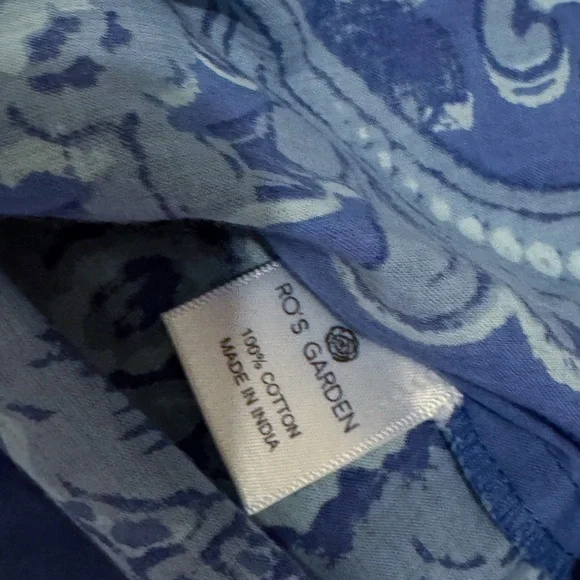 RO'S GARDEN
100% COTTON
MADE IN INDIA